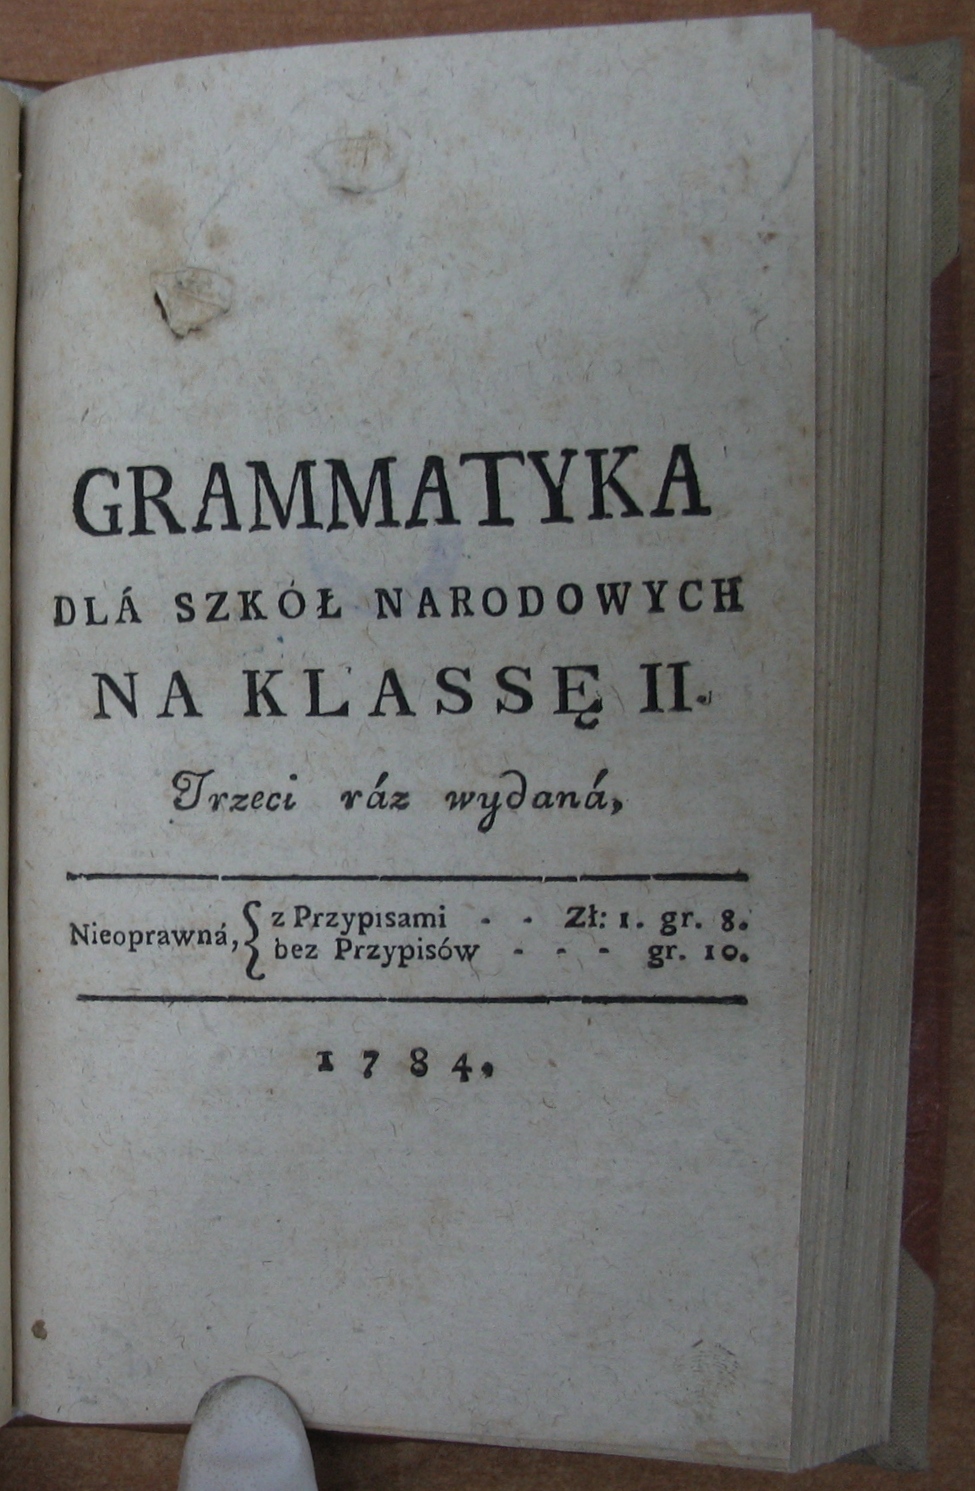 GRAMMATYKA
DLÁ SZKÓŁ NARODOWYCH
NA KLASSĘ II.
Trzeci ráz wydaná,
Nieoprawná, { z Przypisami - - Zł: 1. gr. 8.
bez Przypisów - - - gr. 10.
1784.